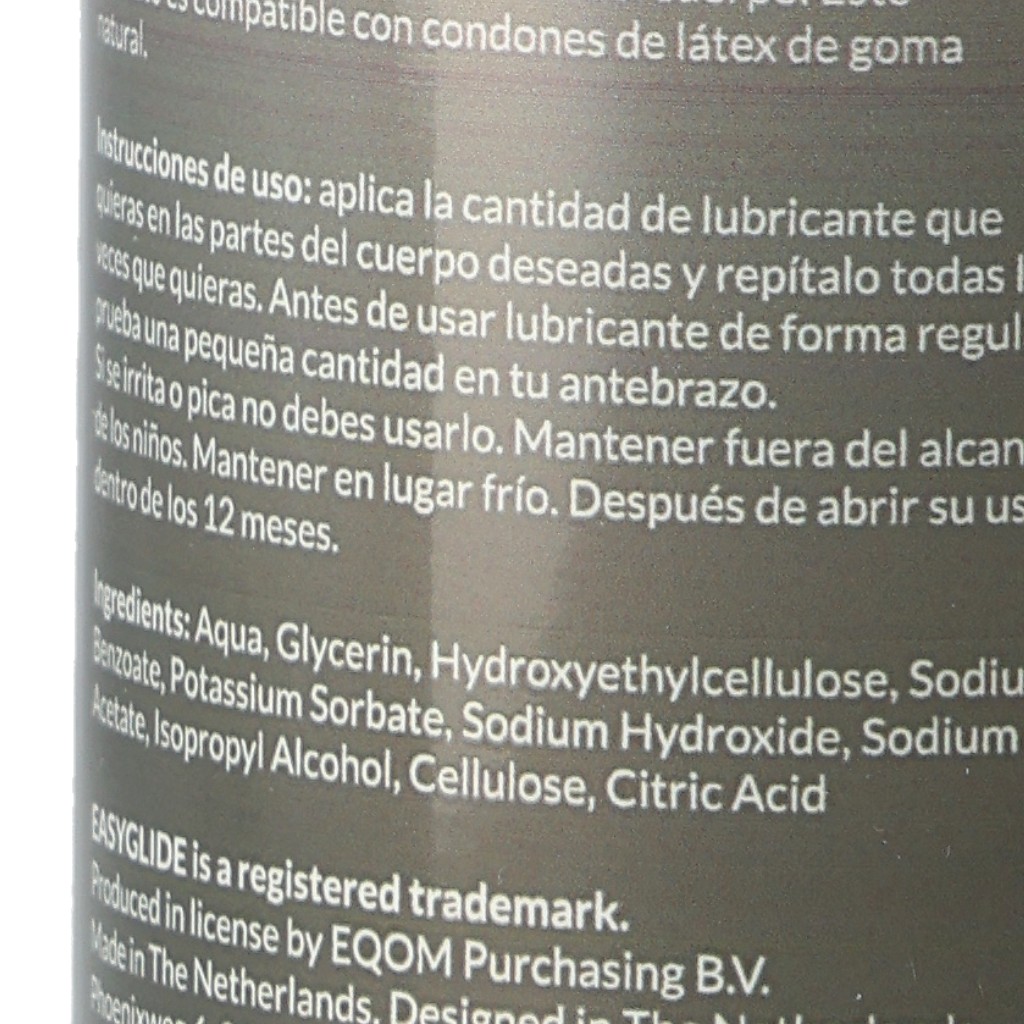 compatible con condones de látex de goma
natural.
Instrucciones de uso: aplica la cantidad de lubricante que
quieras en las partes del cuerpo deseadas y repítalo todas
veces que quieras. Antes de usar lubricante de forma regul
prueba una pequeña cantidad en tu antebrazo.
Si se irrita o pica no debes usarlo. Mantener fuera del alcan
de los niños. Mantener en lugar frío. Después de abrir su us
dentro de los 12 meses.
Ingredients: Aqua, Glycerin, Hydroxyethylcellulose, Sodiu
Benzoate, Potassium Sorbate, Sodium Hydroxide, Sodium
Acetate, Isopropyl Alcohol, Cellulose, Citric Acid
EASYGLIDE is a registered trademark.
Produced in license by EQOM Purchasing B.V.
Made in The Netherlands. Designed in The Netherlands